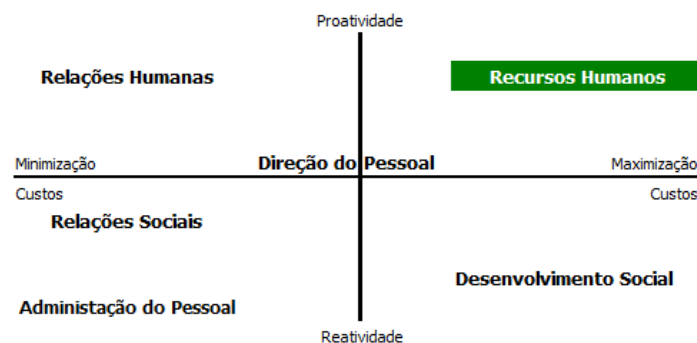 Proatividade
Relações Humanas
Recursos Humanos
Minimização
Direção do Pessoal
Maximização
Custos
Custos
Relações Sociais
Desenvolvimento Social
Administação do Pessoal
Reatividade